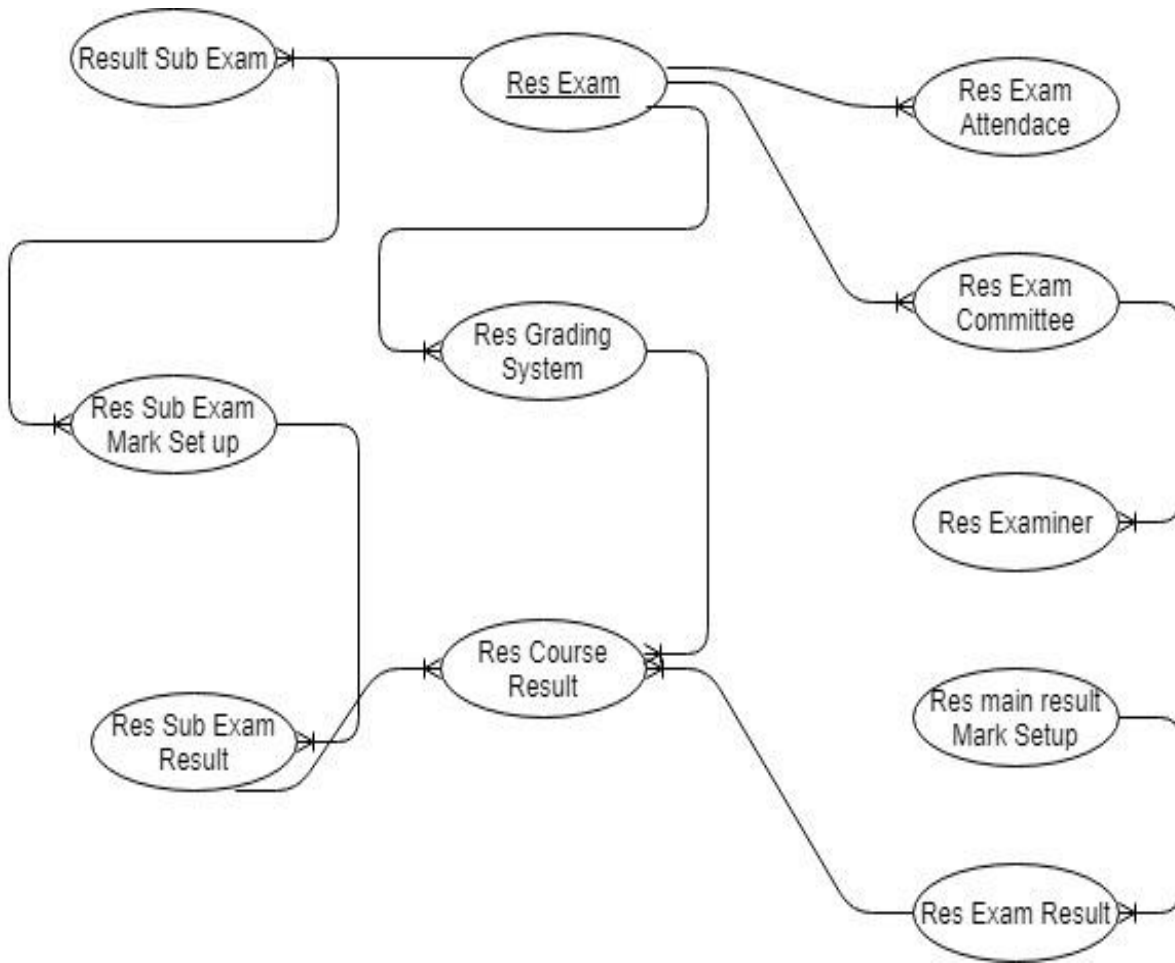 Result Sub Exam
Res Exam
Res Exam
Attendace
Res Exam
Committee
Res Grading
System
Res Sub Exam
Mark Set up
Res Examiner
Res Course
Result
Res main result
Mark Setup
Res Sub Exam
Result
Res Exam Result